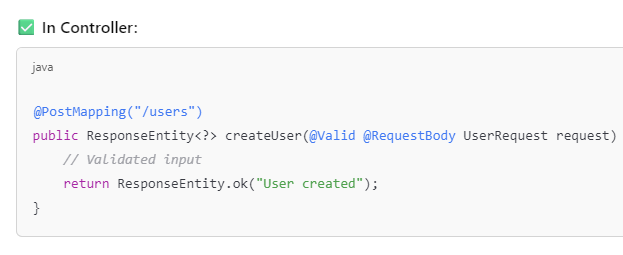 ✅ In Controller:
java
@PostMapping("/users")
public ResponseEntity<?> createUser(@Valid @RequestBody UserRequest request)
    // Validated input
    return ResponseEntity.ok("User created");
}